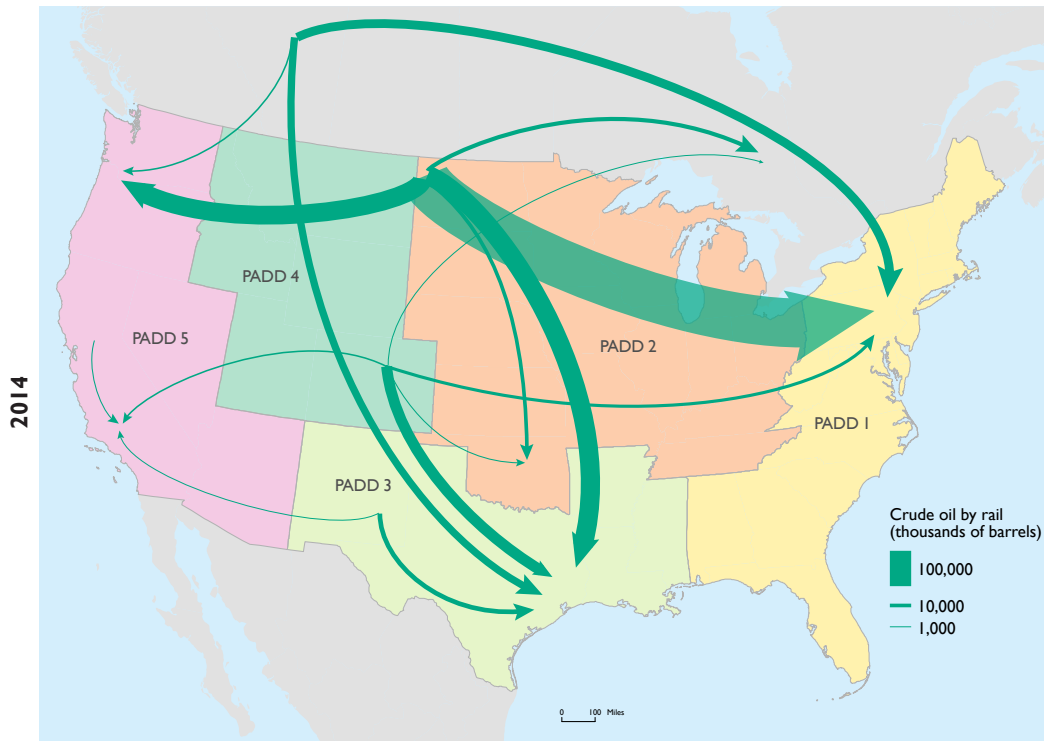 2014
PADD 4
PADD 5
PADD 2
PADD 1
PADD 3
Crude oil by rail
(thousands of barrels)
100,000
10,000
1,000
0 100 Miles